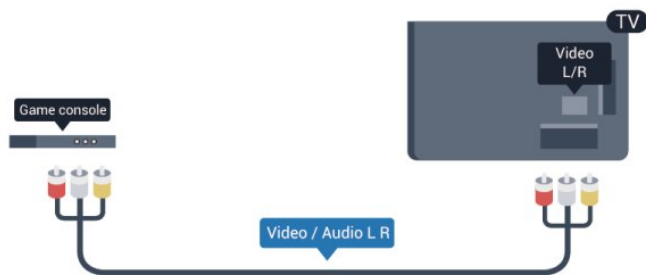 TV
Video
L/R
Game console
Video / Audio L R